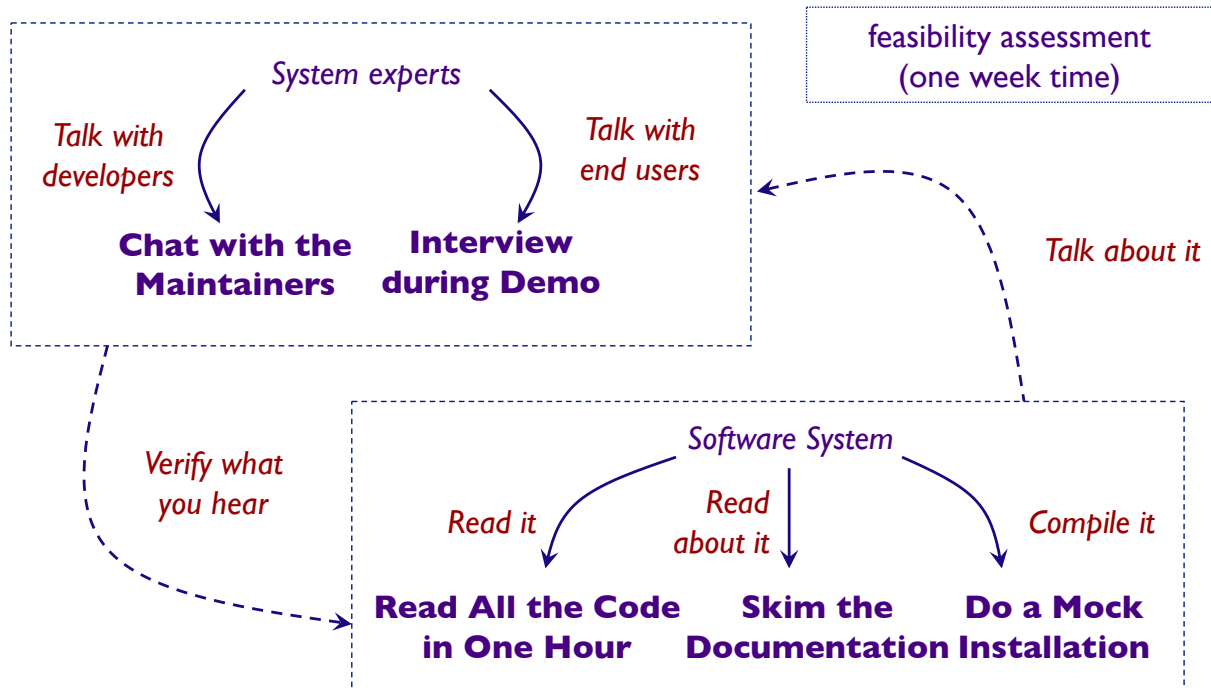 feasibility assessment
(one week time)
System experts
Talk with
developers
Talk with
end users
Chat with the
Maintainers
Interview
during Demo
Talk about it
Verify what
you hear
Software System
Read it
Read
about it
Compile it
Read All the Code
in One Hour
Skim the
Documentation
Do a Mock
Installation